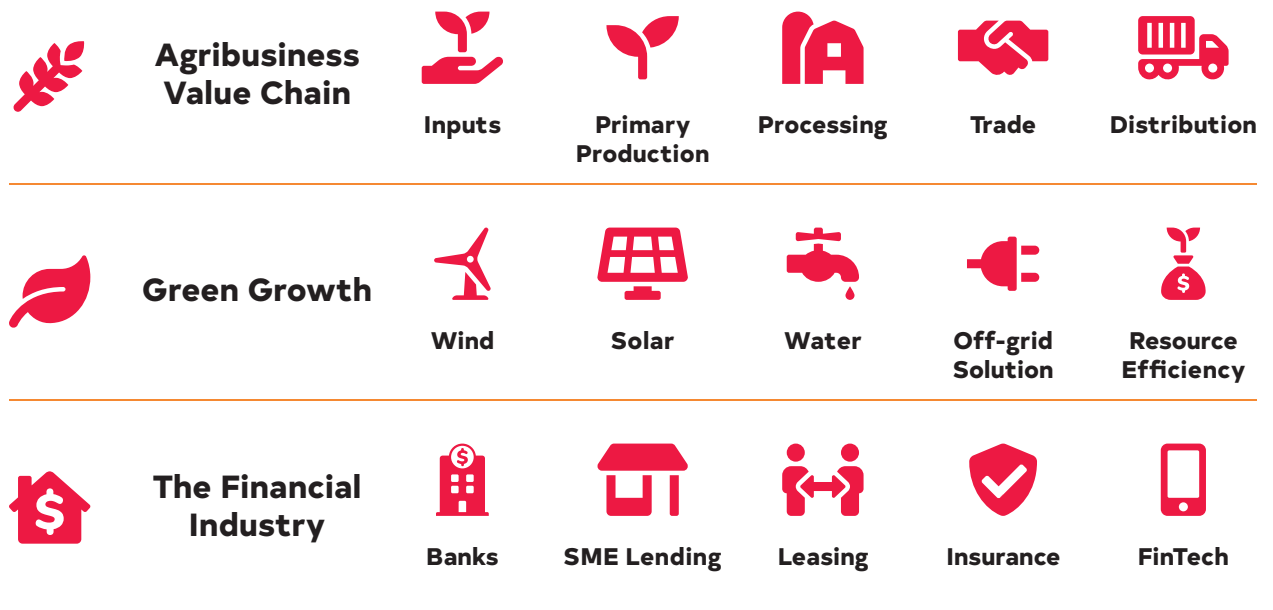 Agribusiness
Value Chain
Inputs
Primary
Production
Processing
Trade
Distribution
Green Growth
Wind
Solar
Water
Off-grid
Solution
Resource
Efficiency
The Financial
Industry
$
$
Banks
SME Lending
Leasing
Insurance
FinTech